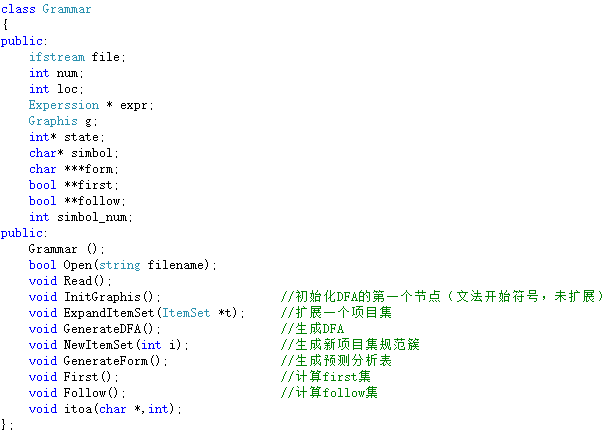 class Grammar
{
public:
    ifstream file;
    int num;
    int loc;
    Experssion * expr;
    Graphis g;
    int* state;
    char* simbol;
    char ***form;
    bool **first;
    bool **follow;
    int simbol_num;
public:
    Grammar ();
    bool Open(string filename);
    void Read();
    void InitGraphis();                 //初始化DFA的第一个节点（文法开始符号，未扩展）
    void ExpandItemSet(ItemSet *t);     //扩展一个项目集
    void GenerateDFA();                 //生成DFA
    void NewItemSet(int i);             //生成新项目集规范簇
    void GenerateForm();                //生成预测分析表
    void First();                       //计算first集
    void Follow();                      //计算follow集
    void itoa(char *,int);
};